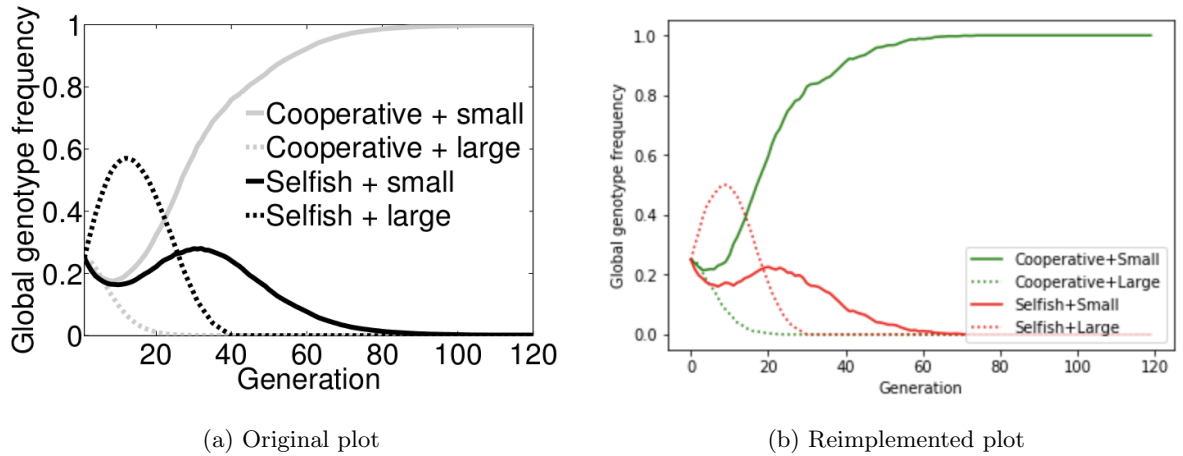 Global genotype frequency
1
0.8
0.6
0.4
0.2
0
Cooperative + small
Cooperative + large
Selfish + small
Selfish + large
20 40 60 80 100 120
Generation
(a) Original plot
Global genotype frequency
1.0
0.8
0.6
0.4
0.2
0.0
Cooperative+Small
Cooperative+Large
Selfish+Small
Selfish+Large
0 20 40 60 80 100 120
Generation
(b) Reimplemented plot